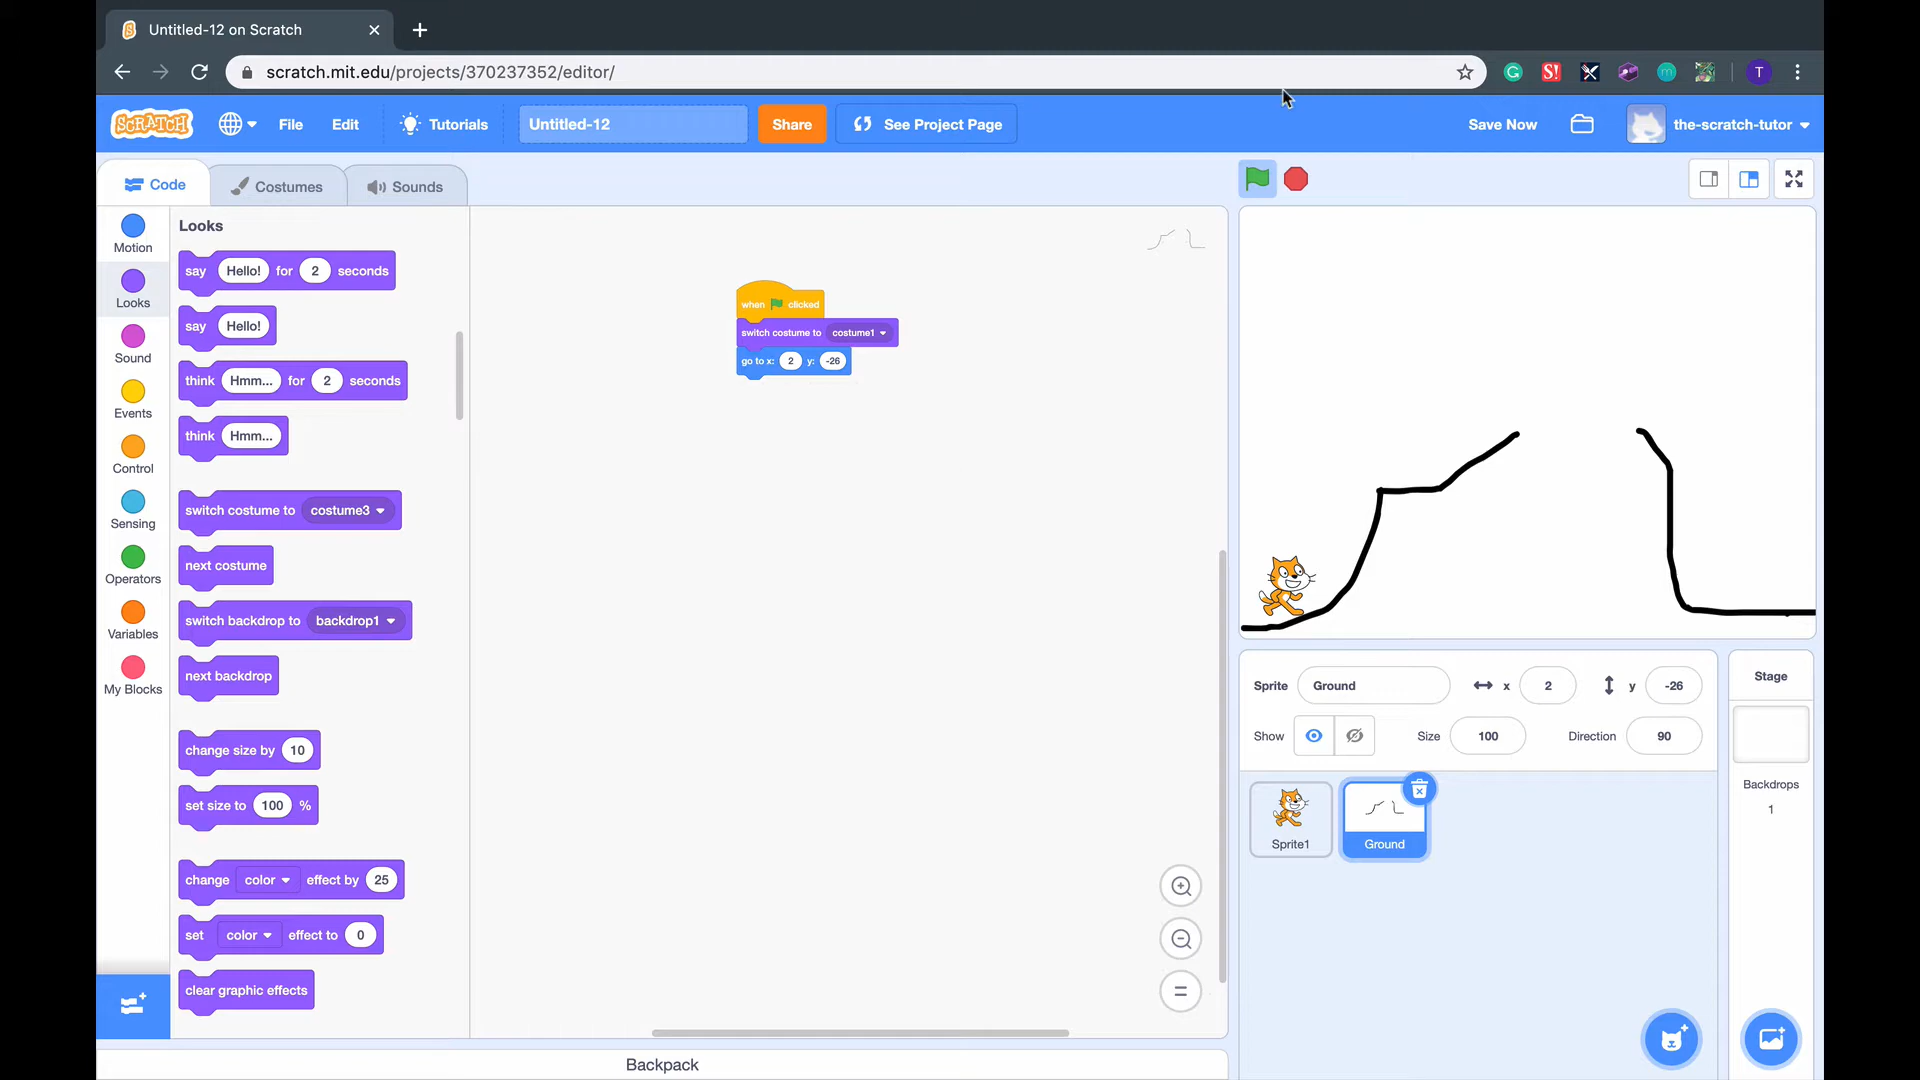 Untitled-12 on Scratch
scratch.mit.edu/projects/370237352/editor/
G S! m T
SCRATCH File Edit Tutorials Untitled-12 Share See Project Page Save Now the-scratch-tutor
Code Costumes Sounds
Motion
Looks
Sound
Events
Control
Sensing
Operators
Variables
My Blocks
Looks
say Hello! for 2 seconds
say Hello!
think Hmm... for 2 seconds
think Hmm...
switch costume to costume3
next costume
switch backdrop to backdrop1
next backdrop
change size by 10
set size to 100 %
change color effect by 25
set color effect to 0
clear graphic effects
when clicked
switch costume to costume1
go to x: 2 y: -26
Backpack
Sprite Ground x 2 y -26
Show Size 100 Direction 90
Sprite1
Ground
Stage
Backdrops
1